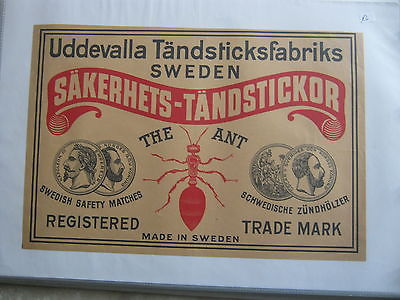 Uddevalla Tändsticksfabriks
SWEDEN
SÄKERHETS-TÄNDSTICKOR
THE ANT
SWEDISH SAFETY MATCHES
SCHWEDISCHE ZÜNDHÖLZER
REGISTERED
TRADE MARK
MADE IN SWEDEN